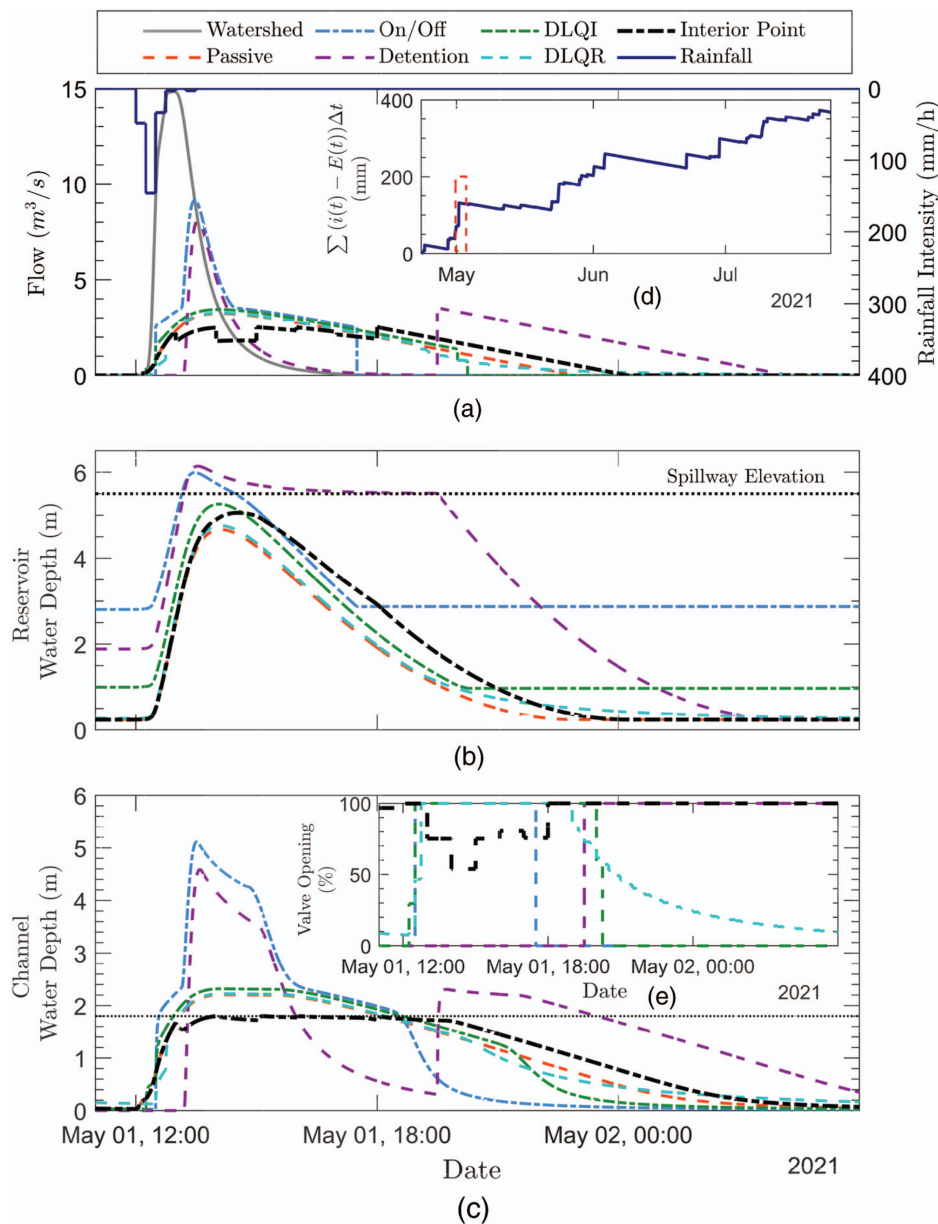 Watershed On/Off DLQI Interior Point
Passive Detention DLQR Rainfall
15 0
400
10 100
200
200
5 300
0
May Jun Jul
(d) 2021
0 400
Flow (m³/s)
∑(i(t) − E(t))Δt
(mm)
Rainfall Intensity (mm/h)
(a)
6
Spillway Elevation
4
2
0
Reservoir
Water Depth (m)
(b)
6
100
5
4
50
3
0
May 01, 12:00 May 01, 18:00 May 02, 00:00
Valve Opening
(%)
Date (e) 2021
2
1
0
Channel
Water Depth (m)
May 01, 12:00 May 01, 18:00 May 02, 00:00
Date 2021
(c)